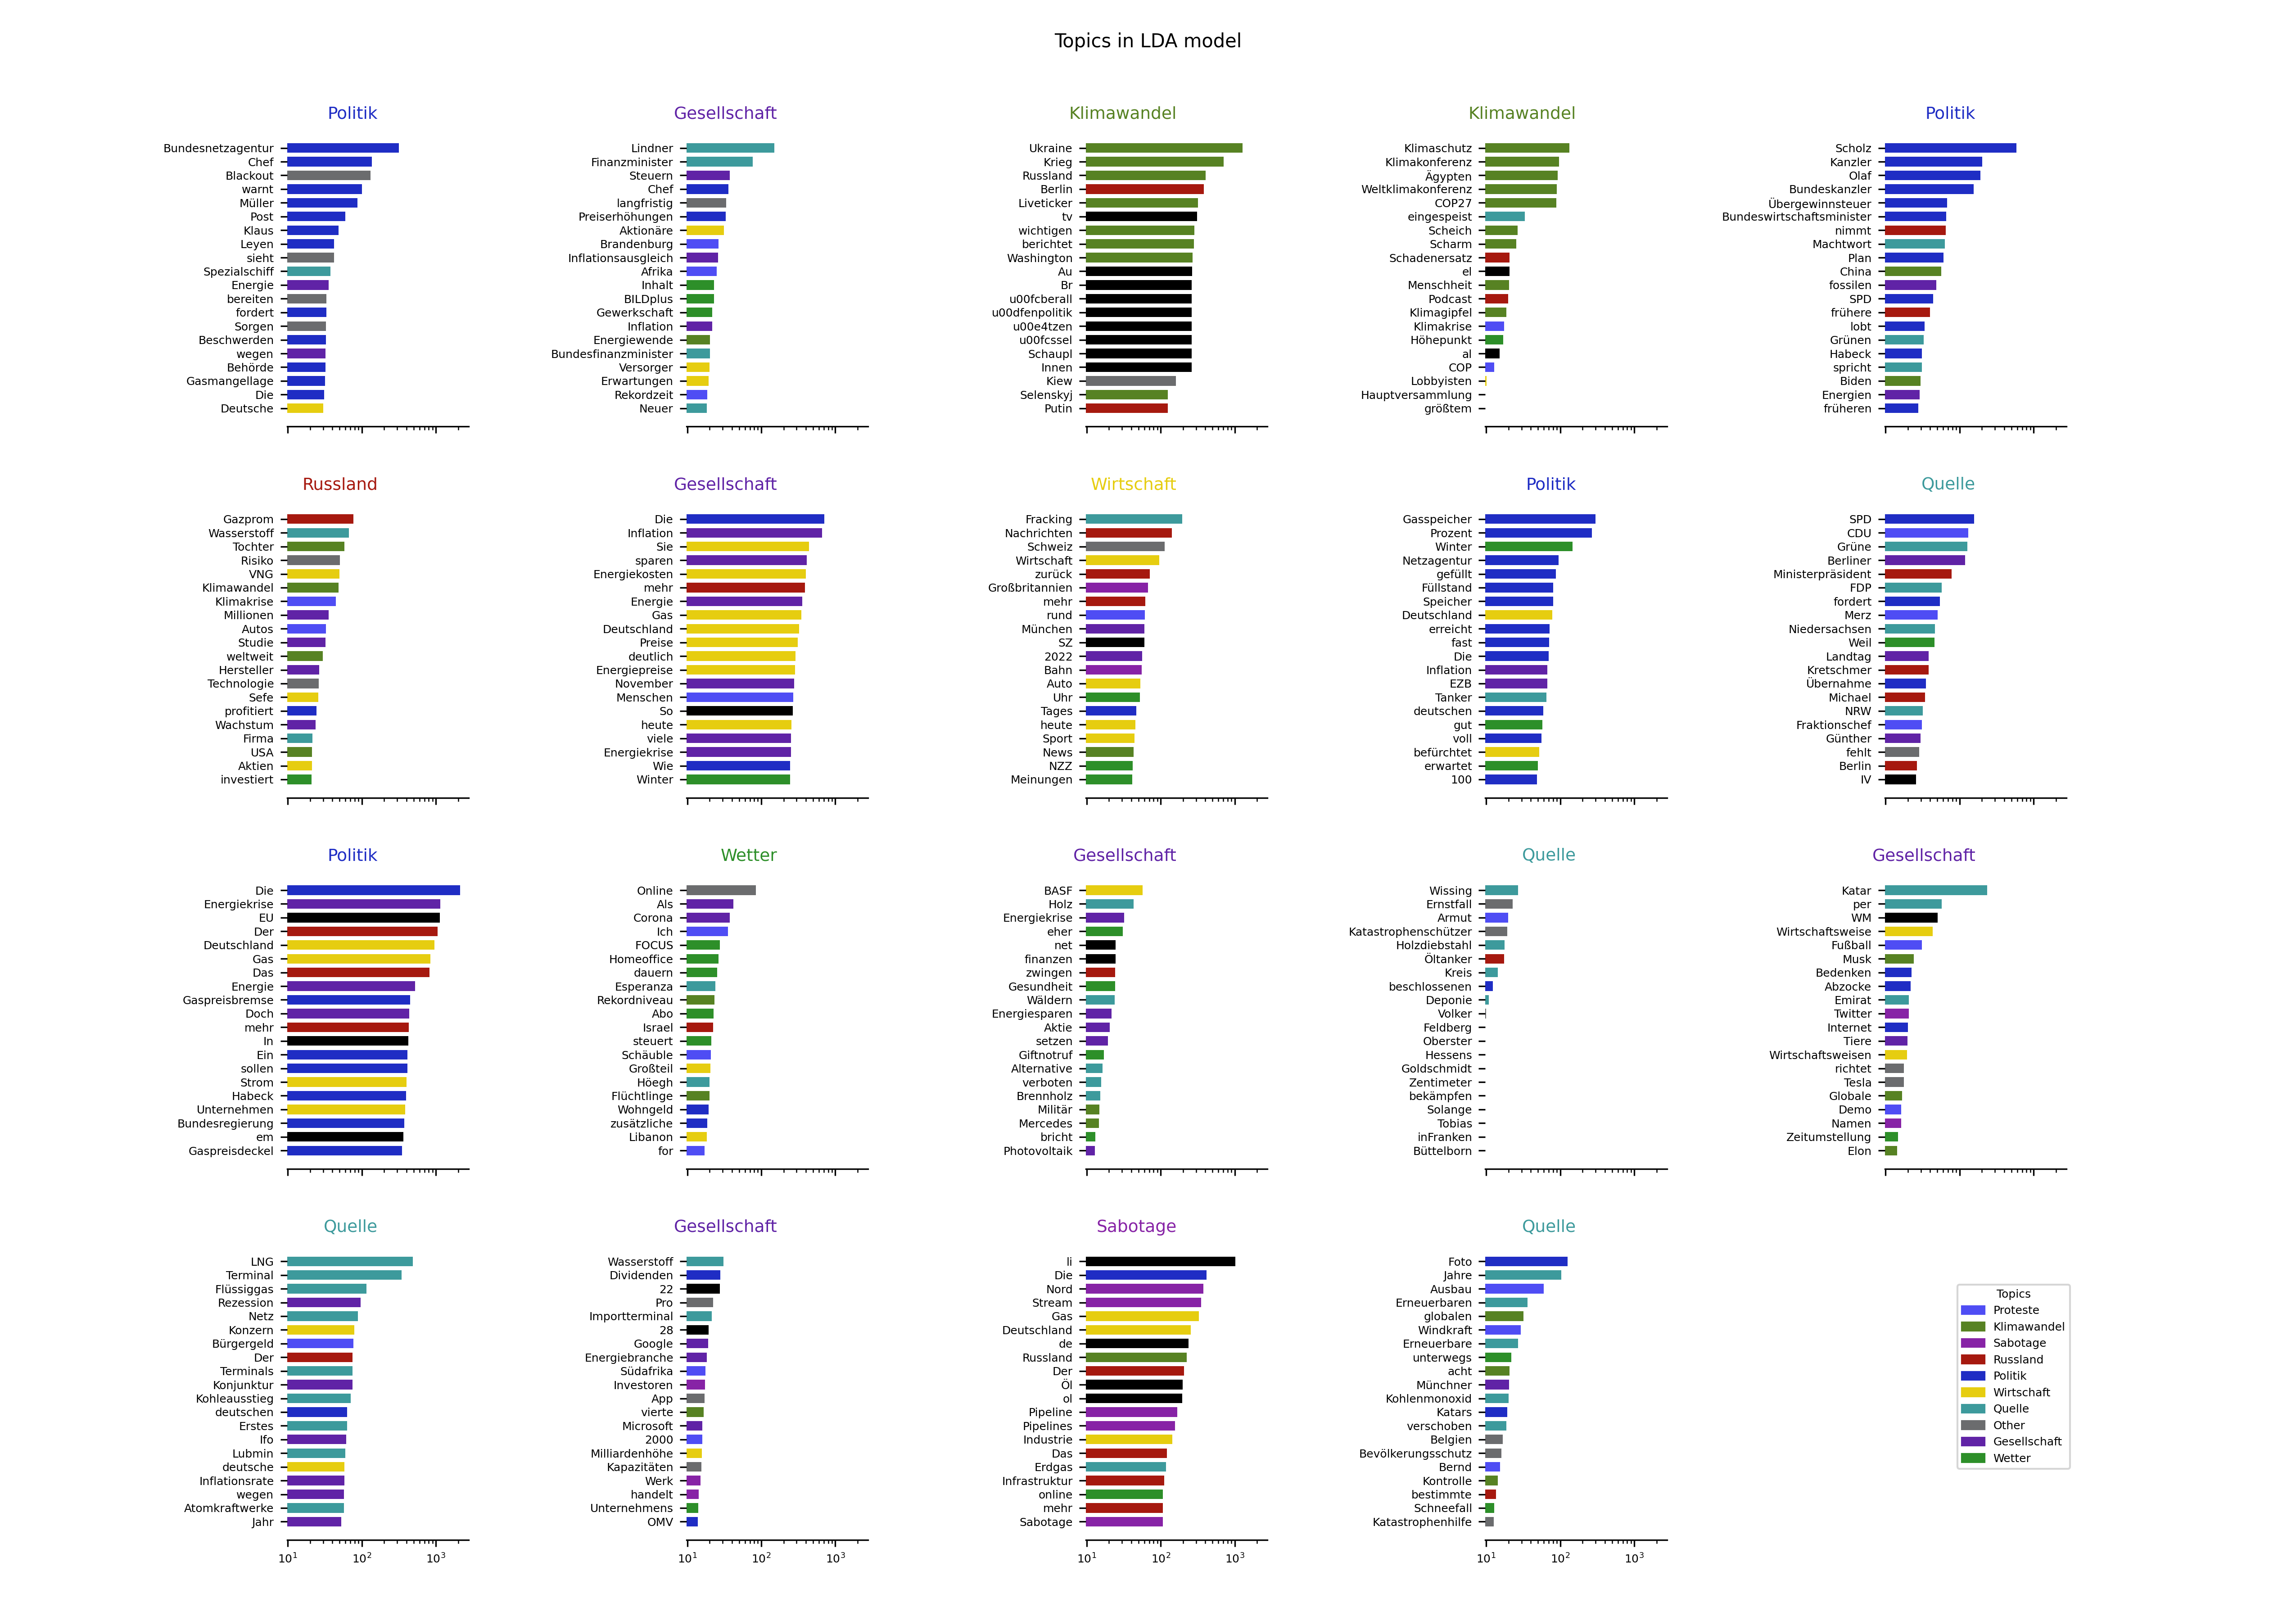 Topics in LDA model
Politik
Bundesnetzagentur
Chef
Blackout
warnt
Müller
Post
Klaus
Leyen
sieht
Spezialschiff
Energie
bereiten
fordert
Sorgen
Beschwerden
wegen
Behörde
Gasmangellage
Die
Deutsche
Gesellschaft
Lindner
Finanzminister
Steuern
Chef
langfristig
Preiserhöhungen
Aktionäre
Brandenburg
Inflationsausgleich
Afrika
Inhalt
BILDplus
Gewerkschaft
Inflation
Energiewende
Bundesfinanzminister
Versorger
Erwartungen
Rekordzeit
Neuer
Klimawandel
Ukraine
Krieg
Russland
Berlin
Liveticker
tv
wichtigen
berichtet
Washington
Au
Br
u00fcberall
u00dfenpolitik
u00e4tzen
u00fcssel
Schaupl
Innen
Kiew
Selenskyj
Putin
Klimawandel
Klimaschutz
Klimakonferenz
Ägypten
Weltklimakonferenz
COP27
eingespeist
Scheich
Scharm
Schadenersatz
el
Menschheit
Podcast
Klimagipfel
Klimakrise
Höhepunkt
al
COP
Lobbyisten
Hauptversammlung
größtem
Politik
Scholz
Kanzler
Olaf
Bundeskanzler
Übergewinnsteuer
Bundeswirtschaftsminister
nimmt
Machtwort
Plan
China
fossilen
SPD
frühere
lobt
Grünen
Habeck
spricht
Biden
Energien
früheren
Russland
Gazprom
Wasserstoff
Tochter
Risiko
VNG
Klimawandel
Klimakrise
Millionen
Autos
Studie
weltweit
Hersteller
Technologie
Sefe
profitiert
Wachstum
Firma
USA
Aktien
investiert
Gesellschaft
Die
Inflation
Sie
sparen
Energiekosten
mehr
Energie
Gas
Deutschland
Preise
deutlich
Energiepreise
November
Menschen
So
heute
viele
Energiekrise
Wie
Winter
Wirtschaft
Fracking
Nachrichten
Schweiz
Wirtschaft
zurück
Großbritannien
mehr
rund
München
SZ
2022
Bahn
Auto
Uhr
Tages
heute
Sport
News
NZZ
Meinungen
Politik
Gasspeicher
Prozent
Winter
Netzagentur
gefüllt
Füllstand
Speicher
Deutschland
erreicht
fast
Die
Inflation
EZB
Tanker
deutschen
gut
voll
befürchtet
erwartet
100
Quelle
SPD
CDU
Grüne
Berliner
Ministerpräsident
FDP
fordert
Merz
Niedersachsen
Weil
Landtag
Kretschmer
Übernahme
Michael
NRW
Fraktionschef
Günther
fehlt
Berlin
IV
Politik
Die
Energiekrise
EU
Der
Deutschland
Gas
Das
Energie
Gaspreisbremse
Doch
mehr
In
Ein
sollen
Strom
Habeck
Unternehmen
Bundesregierung
em
Gaspreisdeckel
Wetter
Online
Als
Corona
Ich
FOCUS
Homeoffice
dauern
Esperanza
Rekordniveau
Abo
Israel
steuert
Schäuble
Großteil
Höegh
Flüchtlinge
Wohngeld
zusätzliche
Libanon
for
Gesellschaft
BASF
Holz
Energiekrise
eher
net
finanzen
zwingen
Gesundheit
Wäldern
Energiesparen
Aktie
setzen
Giftnotruf
Alternative
verboten
Brennholz
Militär
Mercedes
bricht
Photovoltaik
Quelle
Wissing
Ernstfall
Armut
Katastrophenschützer
Holzdiebstahl
Öltanker
Kreis
beschlossenen
Deponie
Volker
Feldberg
Oberster
Hessens
Goldschmidt
Zentimeter
bekämpfen
Solange
Tobias
inFranken
Büttelborn
Gesellschaft
Katar
per
WM
Wirtschaftsweise
Fußball
Musk
Bedenken
Abzocke
Emirat
Twitter
Internet
Tiere
Wirtschaftsweisen
richtet
Tesla
Globale
Demo
Namen
Zeitumstellung
Elon
Quelle
LNG
Terminal
Flüssiggas
Rezession
Netz
Konzern
Bürgergeld
Der
Terminals
Konjunktur
Kohleausstieg
deutschen
Erstes
Ifo
Lubmin
deutsche
Inflationsrate
wegen
Atomkraftwerke
Jahr
10¹ 10² 10³
Gesellschaft
Wasserstoff
Dividenden
22
Pro
Importterminal
28
Google
Energiebranche
Südafrika
Investoren
App
vierte
Microsoft
2000
Milliardenhöhe
Kapazitäten
Werk
handelt
Unternehmens
OMV
10¹ 10² 10³
Sabotage
li
Die
Nord
Stream
Gas
Deutschland
de
Russland
Der
Öl
ol
Pipeline
Pipelines
Industrie
Das
Erdgas
Infrastruktur
online
mehr
Sabotage
10¹ 10² 10³
Quelle
Foto
Jahre
Ausbau
Erneuerbaren
globalen
Windkraft
Erneuerbare
unterwegs
acht
Münchner
Kohlenmonoxid
Katars
verschoben
Belgien
Bevölkerungsschutz
Bernd
Kontrolle
bestimmte
Schneefall
Katastrophenhilfe
10¹ 10² 10³
Topics
Proteste
Klimawandel
Sabotage
Russland
Politik
Wirtschaft
Quelle
Other
Gesellschaft
Wetter